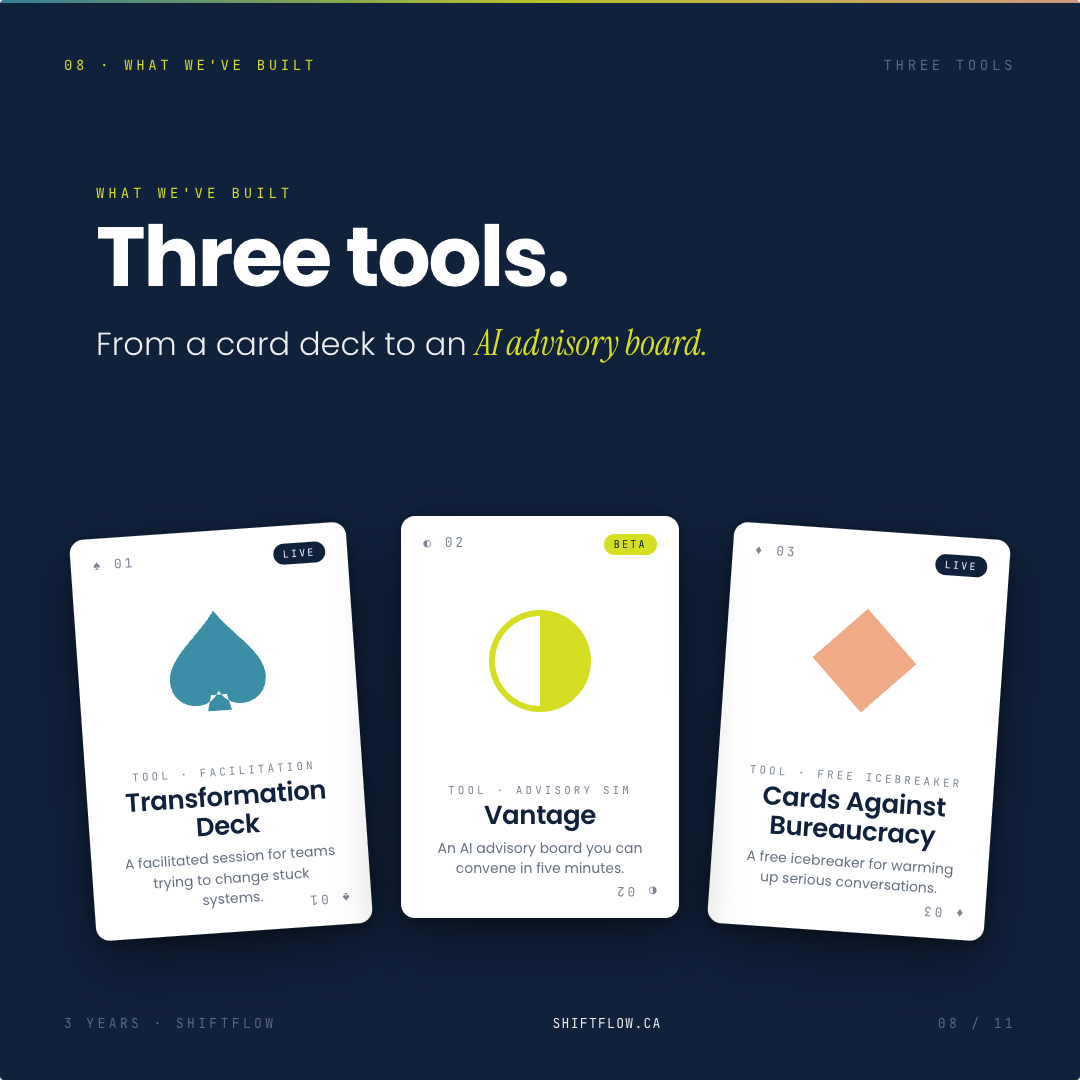 08 · WHAT WE'VE BUILT
THREE TOOLS
WHAT WE'VE BUILT
Three tools.
From a card deck to an AI advisory board.
♠ 01
LIVE
TOOL · FACILITATION
Transformation
Deck
A facilitated session for teams
trying to change stuck
systems.
♠ 01
◐ 02
BETA
TOOL · ADVISORY SIM
Vantage
An AI advisory board you can
convene in five minutes.
◐ 02
♦ 03
LIVE
TOOL · FREE ICEBREAKER
Cards Against
Bureaucracy
A free icebreaker for warming
up serious conversations.
♦ 03
3 YEARS · SHIFTFLOW
SHIFTFLOW.CA
08 / 11